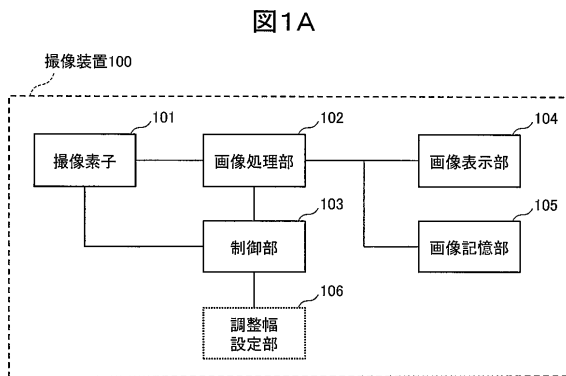 図1A
撮像装置100
101
撮像素子
102
画像処理部
104
画像表示部
103
制御部
105
画像記憶部
106
調整幅
設定部